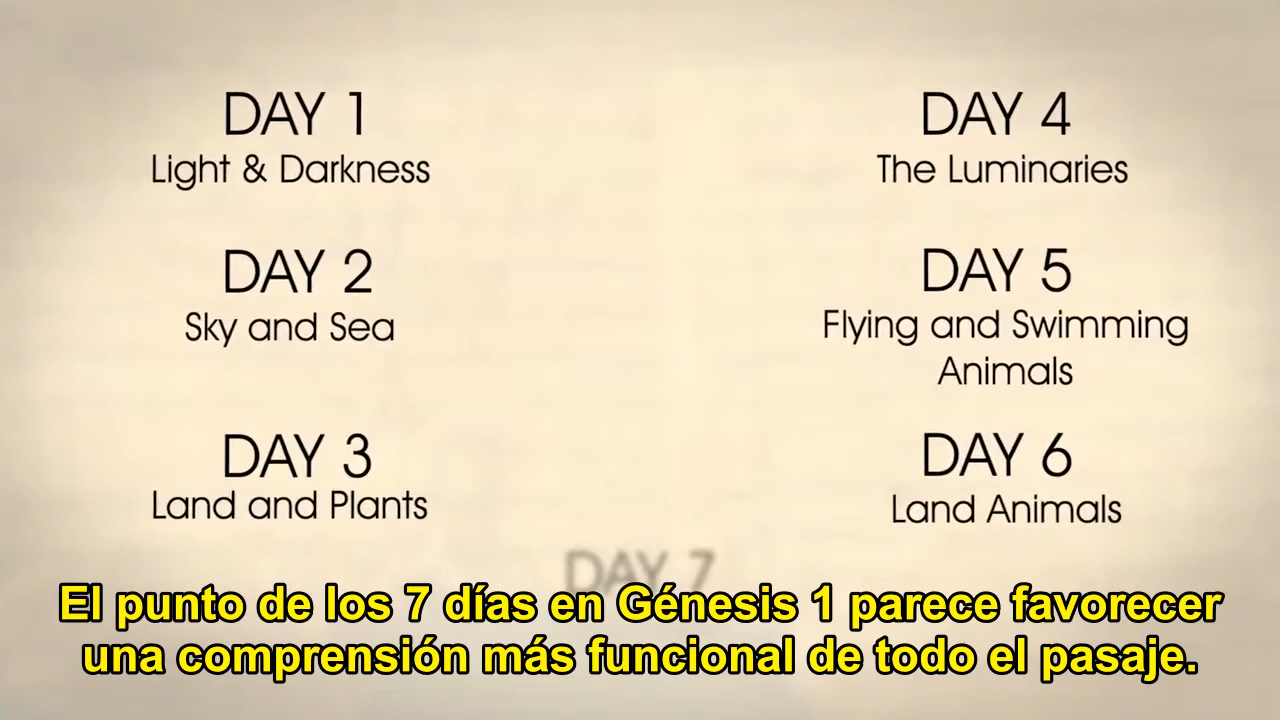 DAY 1
Light & Darkness
DAY 2
Sky and Sea
DAY 3
Land and Plants
DAY 4
The Luminaries
DAY 5
Flying and Swimming
Animals
DAY 6
Land Animals
DAY 7
El punto de los 7 días en Génesis 1 parece favorecer
una comprensión más funcional de todo el pasaje.